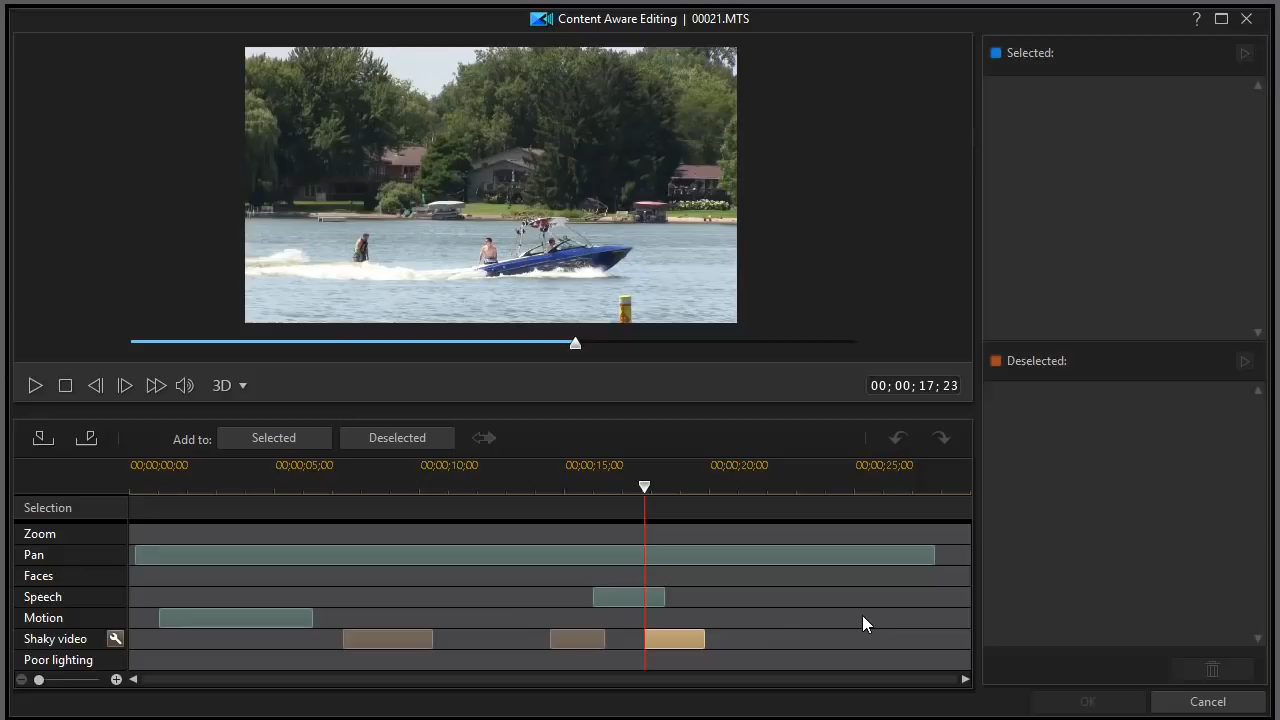 Content Aware Editing | 00021.MTS
?
Selected:
Deselected:
3D
00; 00; 17; 23
Add to: Selected Deselected
00;00;00;00 00;00;05;00 00;00;10;00 00;00;15;00 00;00;20;00 00;00;25;00
Selection
Zoom
Pan
Faces
Speech
Motion
Shaky video
Poor lighting
OK Cancel